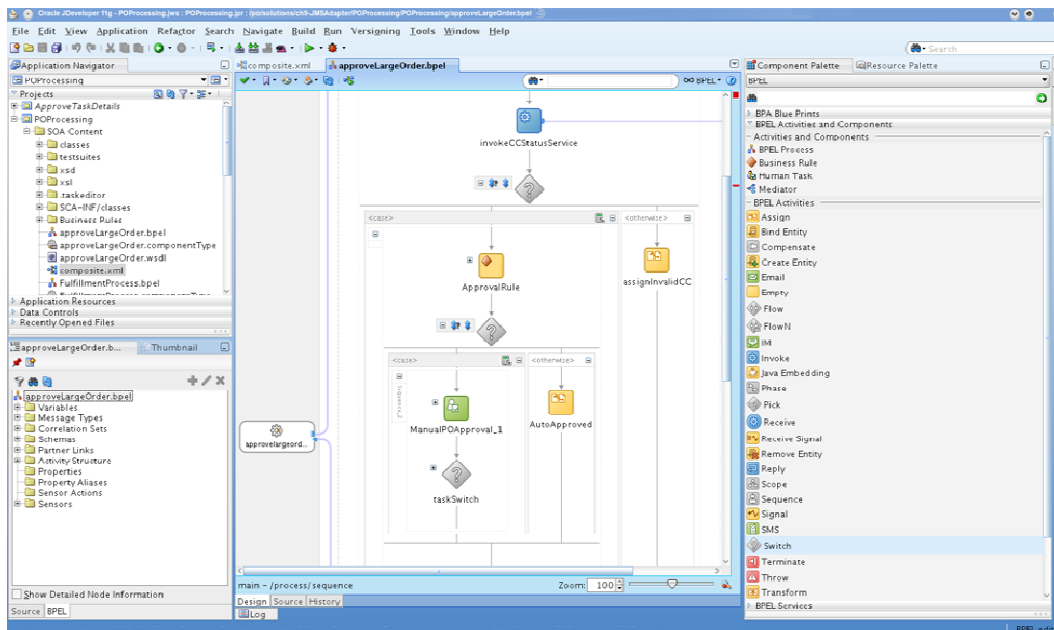 Oracle JDeveloper 11g - POProcessing.jws : POProcessing.jpr : /po/solutions/ch9-JMSAdapter/POProcessing/POProcessing/approveLargeOrder.bpel
File Edit View Application Refactor Search Navigate Build Run Versigning Tools Window Help
Search
Application Navigator
POProcessing
Projects
ApproveTaskDetails
POProcessing
SOA Content
classes
testsuites
xsd
xsl
.taskeditor
SCA-INF/classes
Business Rules
approveLargeOrder.bpel
approveLargeOrder.componentType
approveLargeOrder.wsdl
composite.xml
FulfillmentProcess.bpel
Application Resources
Data Controls
Recently Opened Files
approveLargeOrder.b...
Thumbnail
approveLargeOrder.bpel
Variables
Message Types
Correlation Sets
Schemas
Partner Links
Activity Structure
Properties
Property Aliases
Sensor Actions
Sensors
Show Detailed Node Information
Source BPEL
composite.xml
approveLargeOrder.bpel
BPEL
invokeCCStatusService
<case>
<otherwise>
ApprovalRule
assignInvalidCC
<case>
<otherwise>
Sequence_2
ManualPOApproval_1
AutoApproved
approvelargeord...
taskSwitch
main - /process/sequence
Zoom: 100
Design Source History
Log
Component Palette
Resource Palette
BPEL
BPA Blue Prints
BPEL Activities and Components
Activities and Components
BPEL Process
Business Rule
Human Task
Mediator
BPEL Activities
Assign
Bind Entity
Compensate
Create Entity
Email
Empty
Flow
FlowN
IM
Invoke
Java Embedding
Phase
Pick
Receive
Receive Signal
Remove Entity
Reply
Scope
Sequence
Signal
SMS
Switch
Terminate
Throw
Transform
BPEL Services